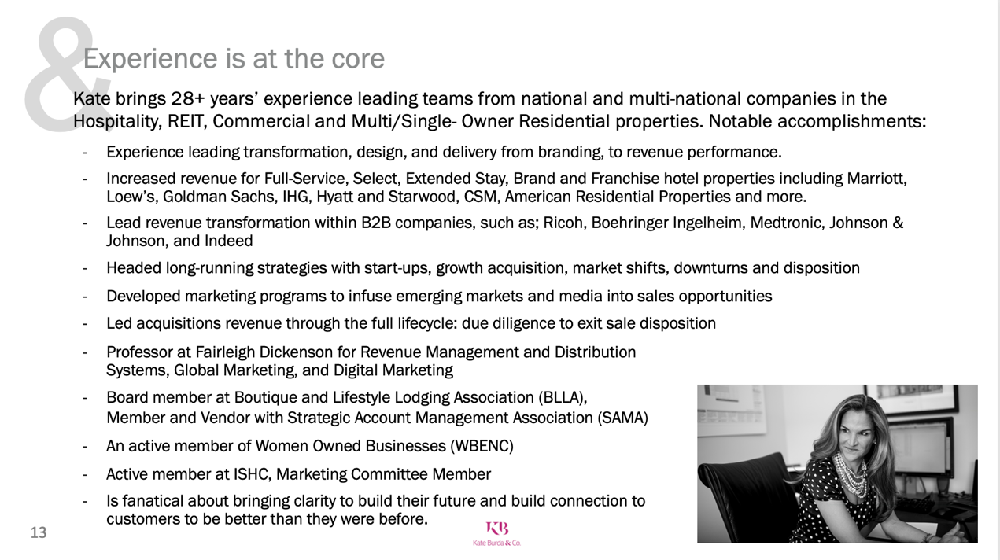 &
Experience is at the core
Kate brings 28+ years’ experience leading teams from national and multi-national companies in the
Hospitality, REIT, Commercial and Multi/Single- Owner Residential properties. Notable accomplishments:
- Experience leading transformation, design, and delivery from branding, to revenue performance.
- Increased revenue for Full-Service, Select, Extended Stay, Brand and Franchise hotel properties including Marriott,
Loew’s, Goldman Sachs, IHG, Hyatt and Starwood, CSM, American Residential Properties and more.
- Lead revenue transformation within B2B companies, such as; Ricoh, Boehringer Ingelheim, Medtronic, Johnson &
Johnson, and Indeed
- Headed long-running strategies with start-ups, growth acquisition, market shifts, downturns and disposition
- Developed marketing programs to infuse emerging markets and media into sales opportunities
- Led acquisitions revenue through the full lifecycle: due diligence to exit sale disposition
- Professor at Fairleigh Dickenson for Revenue Management and Distribution
Systems, Global Marketing, and Digital Marketing
- Board member at Boutique and Lifestyle Lodging Association (BLLA),
Member and Vendor with Strategic Account Management Association (SAMA)
- An active member of Women Owned Businesses (WBENC)
- Active member at ISHC, Marketing Committee Member
- Is fanatical about bringing clarity to build their future and build connection to
customers to be better than they were before.
13
KB
Kate Burda & Co.